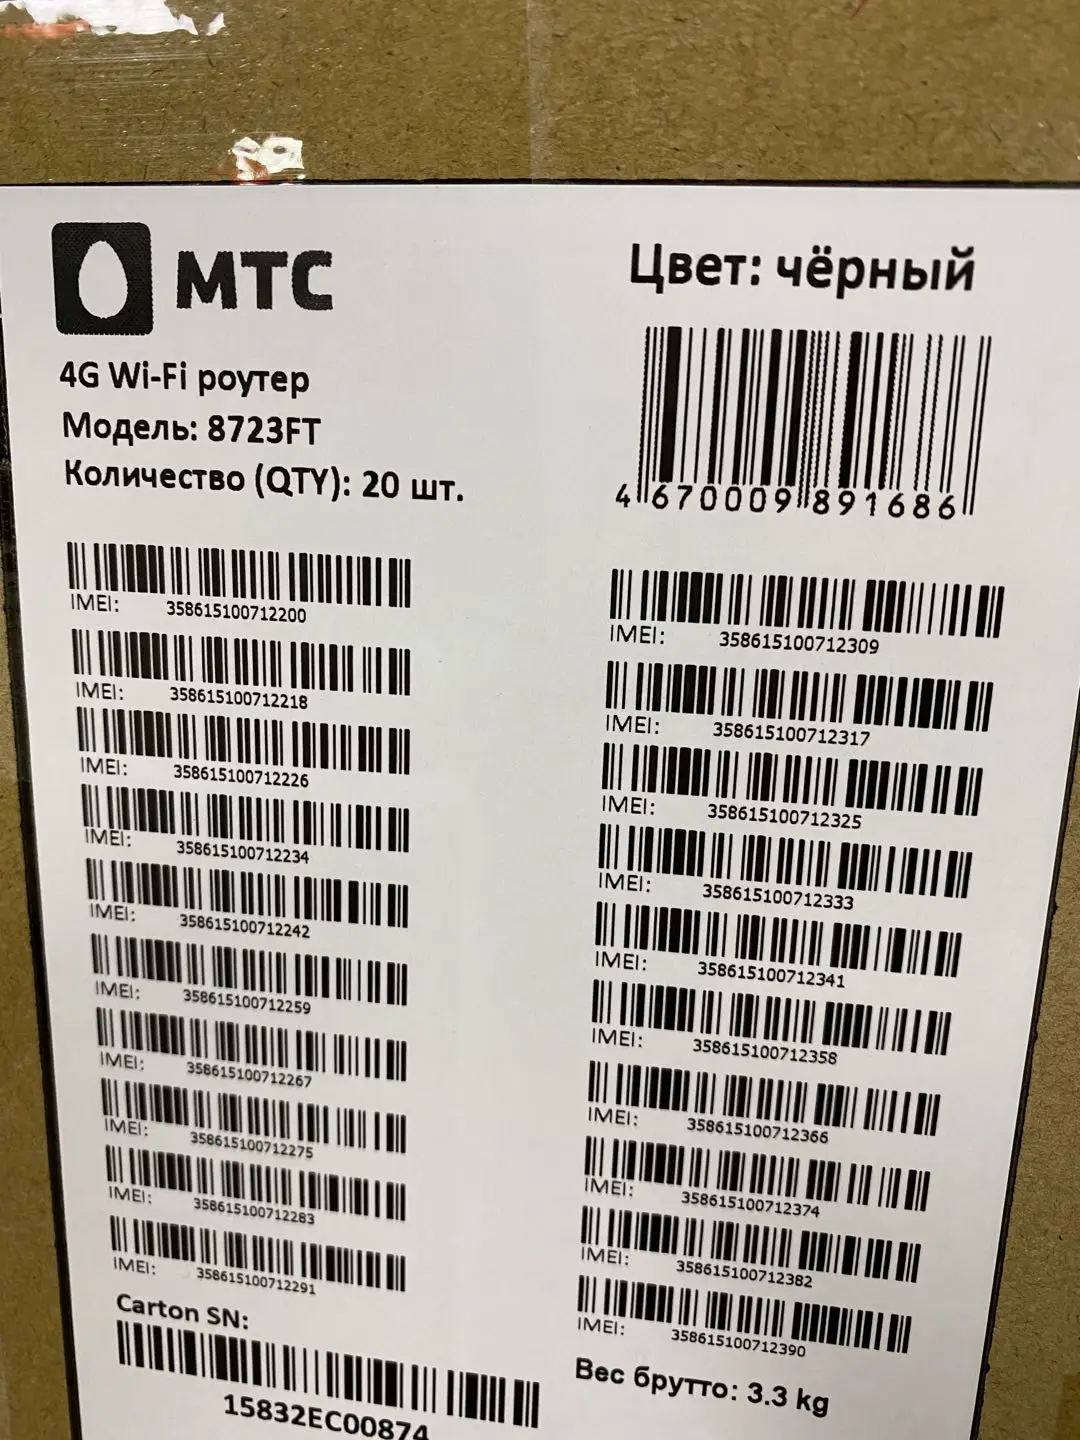 МТС
4G Wi-Fi роутер
Модель: 8723FT
Количество (QTY): 20 шт.
IMEI: 358615100712200
IMEI: 358615100712218
IMEI: 358615100712226
IMEI: 358615100712234
IMEI: 358615100712242
IMEI: 358615100712259
IMEI: 358615100712267
IMEI: 358615100712275
IMEI: 358615100712283
IMEI: 358615100712291
Carton SN:
15832EC00874
Цвет: чёрный
4 670009 891686
IMEI: 358615100712309
IMEI: 358615100712317
IMEI: 358615100712325
IMEI: 358615100712333
IMEI: 358615100712341
IMEI: 358615100712358
IMEI: 358615100712366
IMEI: 358615100712374
IMEI: 358615100712382
IMEI: 358615100712390
Вес брутто: 3.3 kg